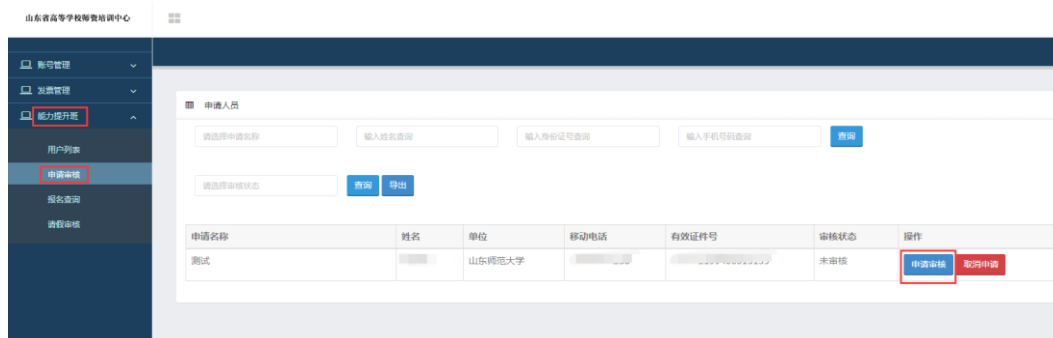 山东省高等学校师资培训中心
账号管理
发票管理
能力提升班
用户列表
申请审核
报名查询
请假审核
申请人员
请选择申请名称 输入姓名查询 输入身份证号查询 输入手机号码查询 查询
请选择审核状态 查询 导出
申请名称 姓名 单位 移动电话 有效证件号 审核状态 操作
测试 山东师范大学 未审核 申请审核 取消申请